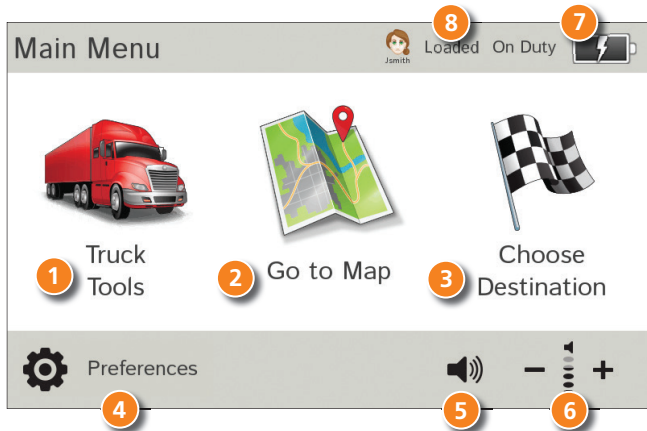 8
7
Main Menu
Jsmith
Loaded
On Duty
1
Truck
Tools
2
Go to Map
3
Choose
Destination
Preferences
4
5
6